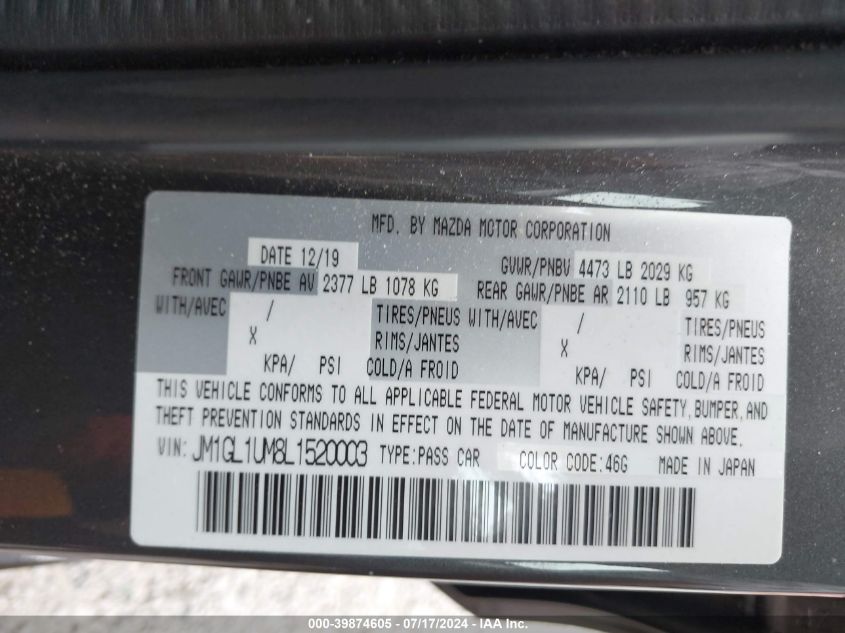 MFD. BY MAZDA MOTOR CORPORATION
DATE 12/19 GVWR/PNBV 4473 LB 2029 KG
FRONT GAWR/PNBE AV 2377 LB 1078 KG REAR GAWR/PNBE AR 2110 LB 957 KG
WITH/AVEC / TIRES/PNEUS WITH/AVEC / TIRES/PNEUS
X RIMS/JANTES X RIMS/JANTES
KPA/ PSI COLD/A FROID KPA/ PSI COLD/A FROID
THIS VEHICLE CONFORMS TO ALL APPLICABLE FEDERAL MOTOR VEHICLE SAFETY, BUMPER, AND
THEFT PREVENTION STANDARDS IN EFFECT ON THE DATE OF MANUFACTURE SHOWN ABOVE.
VIN: JM1GL1UM8L1520003 TYPE:PASS CAR COLOR CODE:46G MADE IN JAPAN
000-39874605 - 07/17/2024 - IAA Inc.